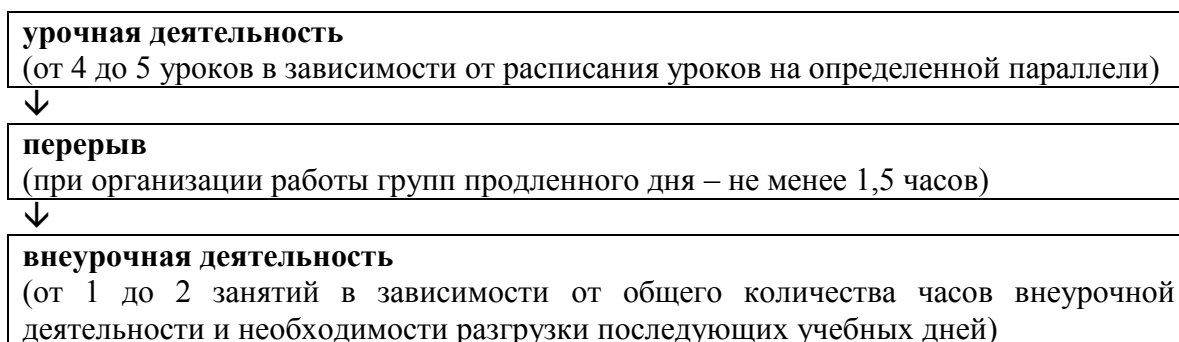 урочная деятельность
(от 4 до 5 уроков в зависимости от расписания уроков на определенной параллели)
↓
перерыв
(при организации работы групп продленного дня – не менее 1,5 часов)
↓
внеурочная деятельность
(от 1 до 2 занятий в зависимости от общего количества часов внеурочной
деятельности и необходимости разгрузки последующих учебных дней)